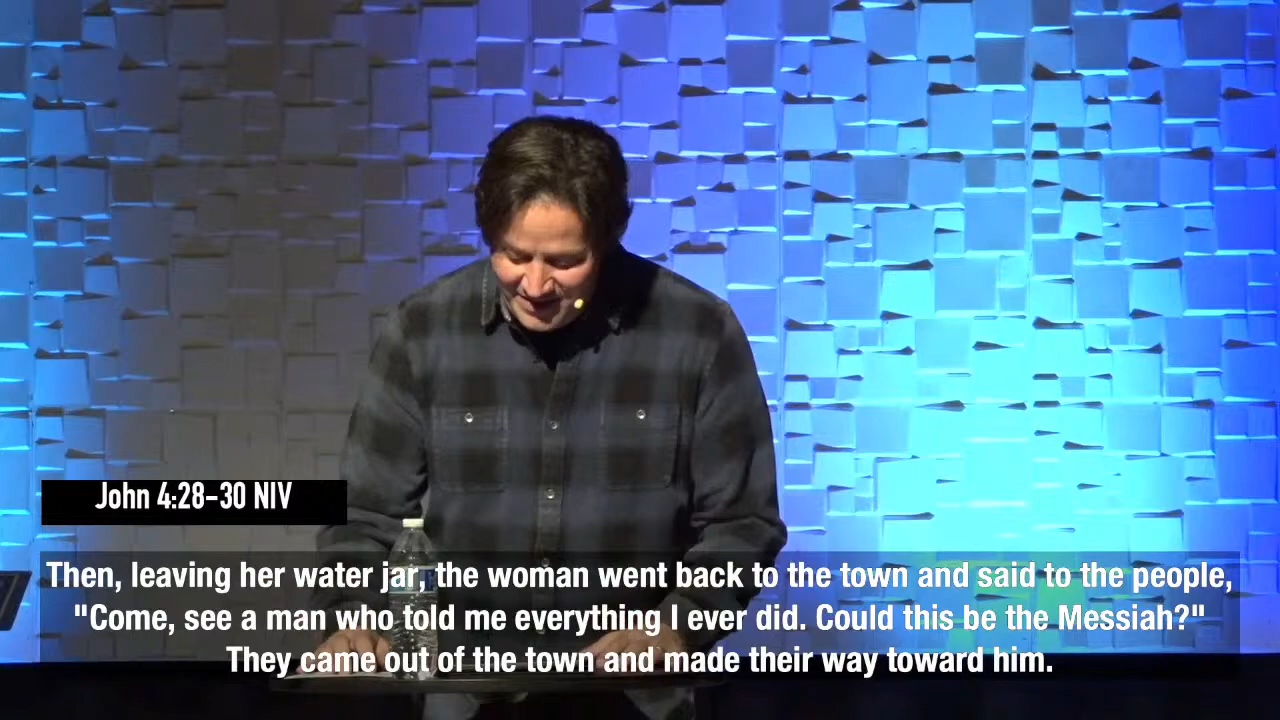 John 4:28-30 NIV
Then, leaving her water jar, the woman went back to the town and said to the people,
"Come, see a man who told me everything I ever did. Could this be the Messiah?"
They came out of the town and made their way toward him.